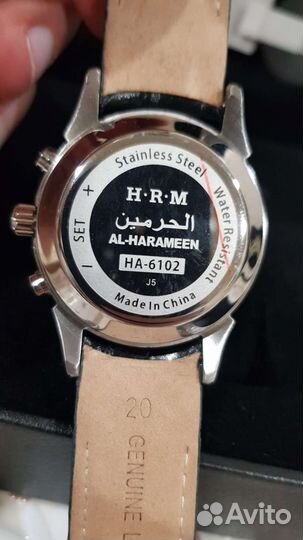 Stainless Steel
Water Resistant
+
SET
−
H·R·M
الحرمين
AL-HARAMEEN
HA-6102
J5
Made In China
20
GENUINE L
Avito